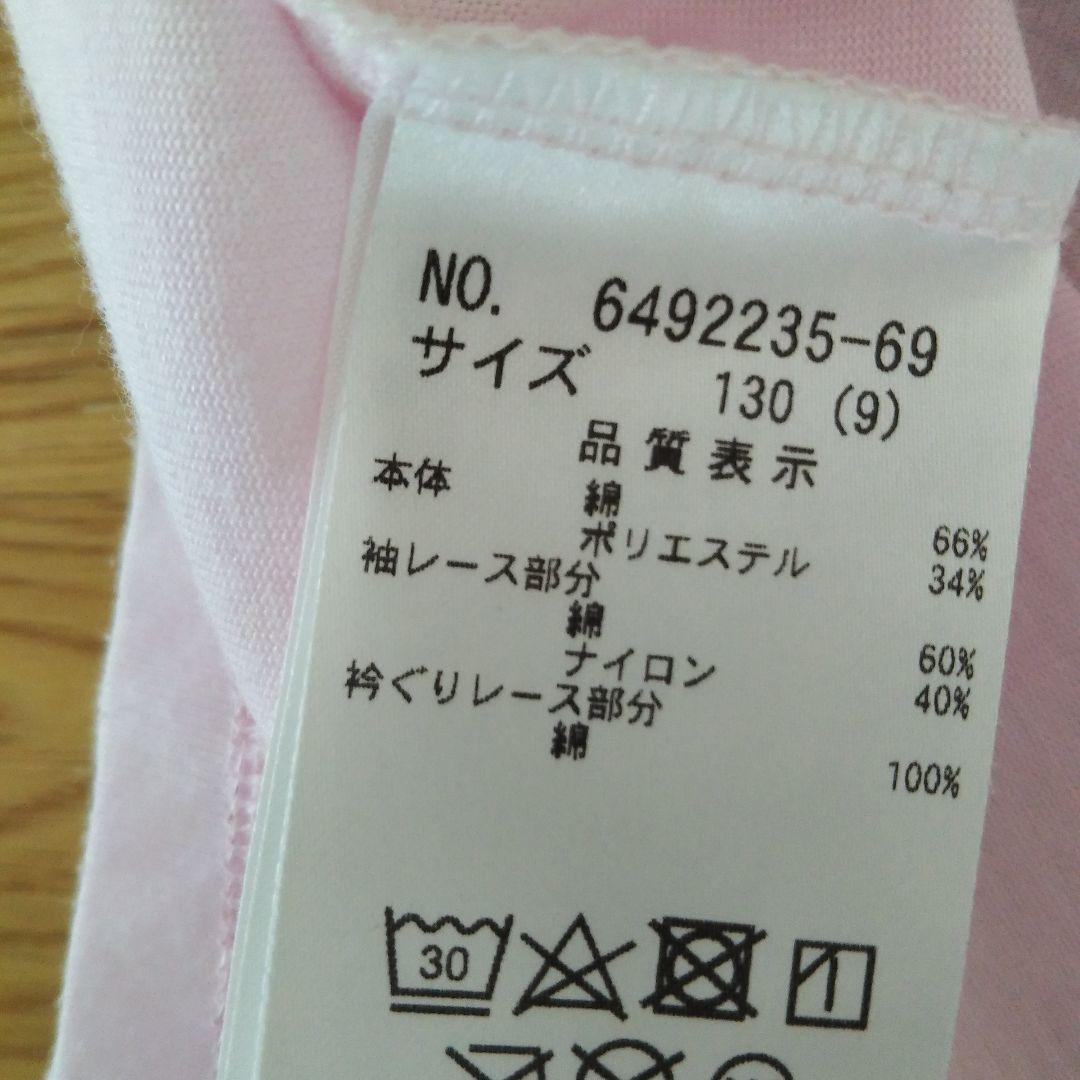 NO. 6492235-69
サイズ 130 (9)
品質表示
本体
綿 66%
ポリエステル 34%
袖レース部分
綿 60%
ナイロン 40%
衿ぐりレース部分
綿 100%
30